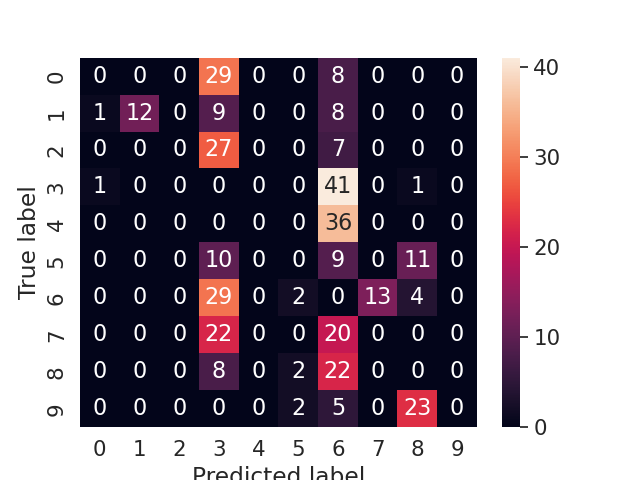 0 0 0 0 29 0 0 8 0 0 0
1 1 12 0 9 0 0 8 0 0 0
2 0 0 0 27 0 0 7 0 0 0
3 1 0 0 0 0 0 41 0 1 0
4 0 0 0 0 0 0 36 0 0 0
5 0 0 0 10 0 0 9 0 11 0
6 0 0 0 29 0 2 0 13 4 0
7 0 0 0 22 0 0 20 0 0 0
8 0 0 0 8 0 2 22 0 0 0
9 0 0 0 0 0 2 5 0 23 0
0 1 2 3 4 5 6 7 8 9
True label
Predicted label
40
30
20
10
0